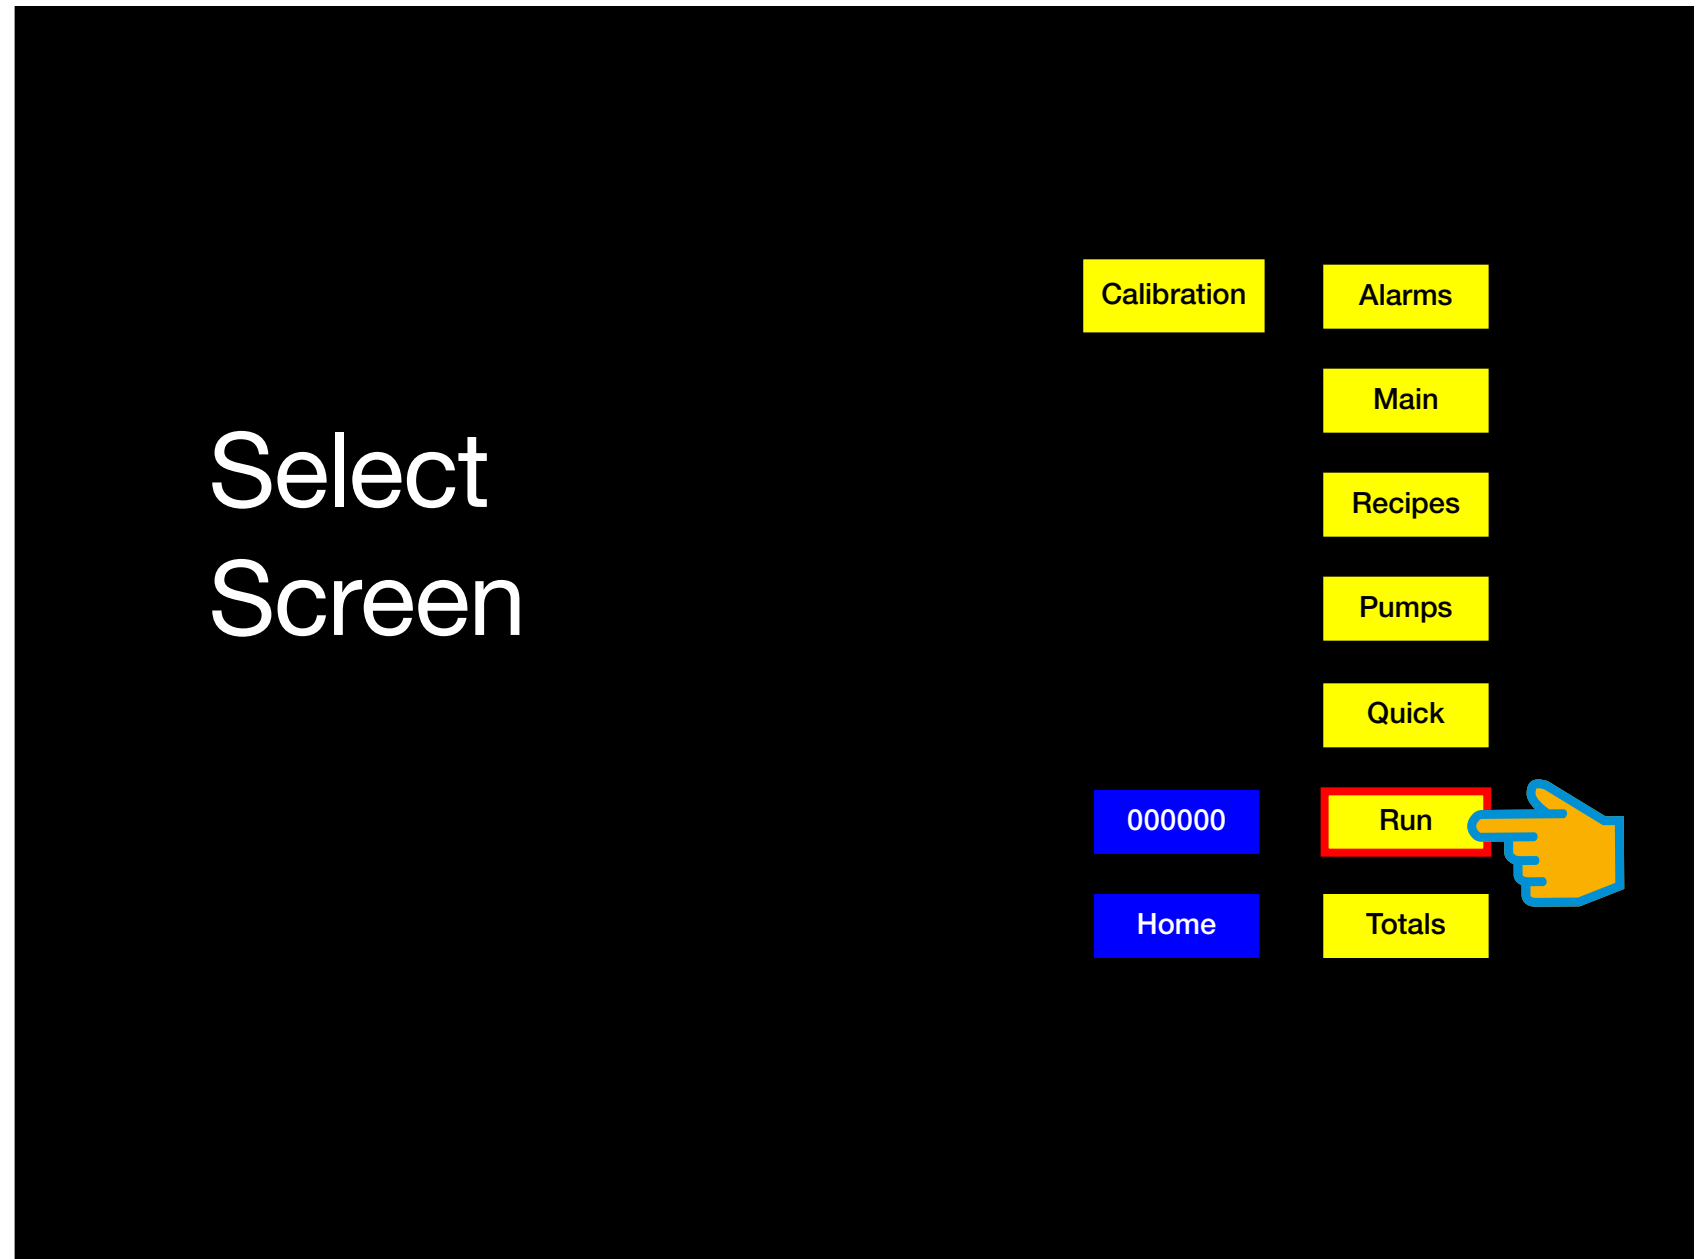 Select
Screen
Calibration
Alarms
Main
Recipes
Pumps
Quick
000000
Run
Home
Totals